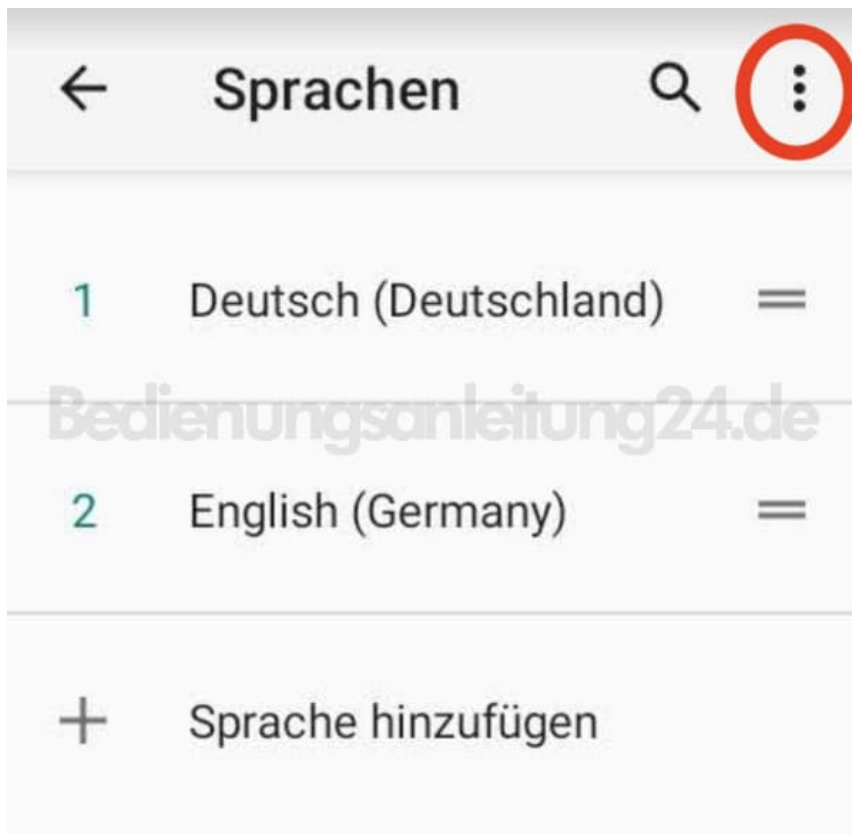 Sprachen
1 Deutsch (Deutschland)
Bedienungsanleitung24.de
2 English (Germany)
Sprache hinzufügen